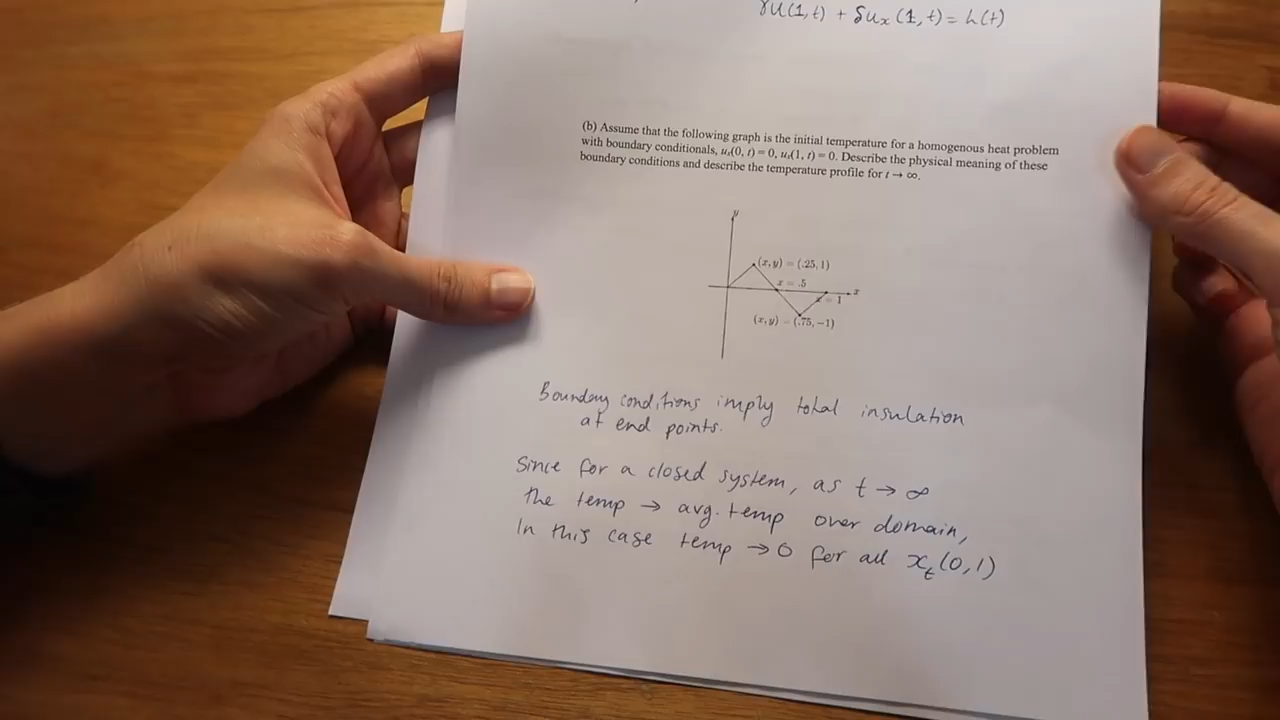 γu(1,t) + δuₓ(1,t) = h(t)
(b) Assume that the following graph is the initial temperature for a homogenous heat problem
with boundary conditionals, uₓ(0, t) = 0, uₓ(1, t) = 0. Describe the physical meaning of these
boundary conditions and describe the temperature profile for t → ∞.
y
(x, y) = (.25, 1)
x = .5
x
x = 1
(x, y) = (.75, −1)
Boundary conditions imply total insulation
at end points.
Since for a closed system, as t → ∞
the temp → avg. temp over domain,
In this case temp → 0 for all x ϵ (0,1)